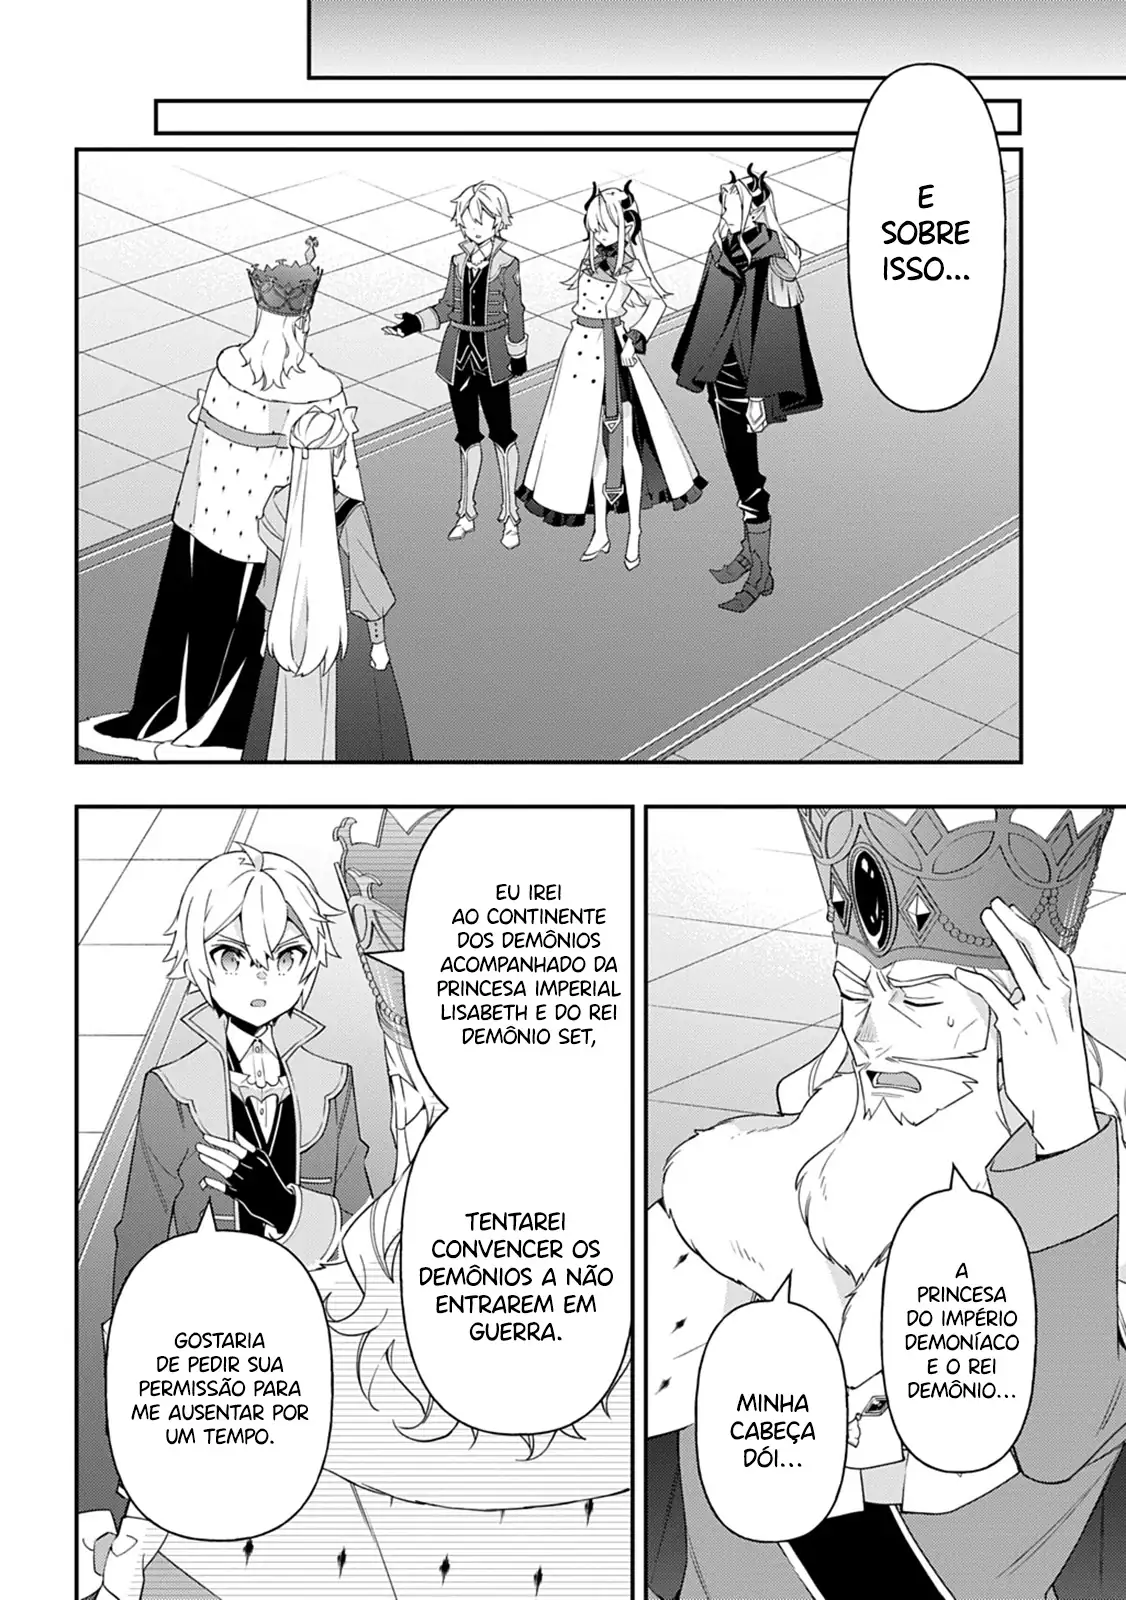 E
SOBRE
ISSO...
A
PRINCESA
DO IMPÉRIO
DEMONÍACO
E O REI
DEMÔNIO...
MINHA
CABEÇA
DÓI...
EU IREI
AO CONTINENTE
DOS DEMÔNIOS
ACOMPANHADO DA
PRINCESA IMPERIAL
LISABETH E DO REI
DEMÔNIO SET,
TENTAREI
CONVENCER OS
DEMÔNIOS A NÃO
ENTRAREM EM
GUERRA.
GOSTARIA
DE PEDIR SUA
PERMISSÃO PARA
ME AUSENTAR POR
UM TEMPO.